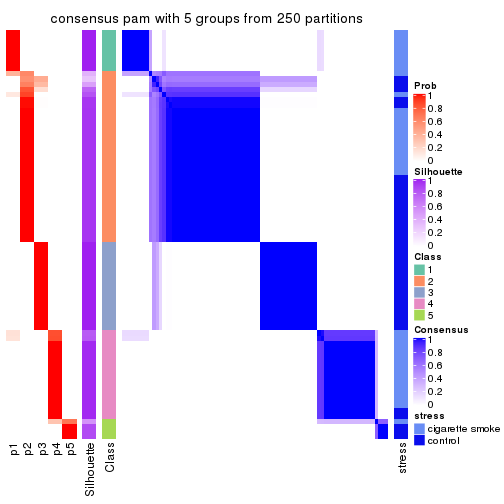 consensus pam with 5 groups from 250 partitions
Prob
1
0.8
0.6
0.4
0.2
0
Silhouette
1
0.8
0.6
0.4
0.2
0
Class
1
2
3
4
5
Consensus
1
0.8
0.6
0.4
0.2
0
stress
cigarette smoke
control
p1
p2
p3
p4
p5
Silhouette
Class
stress